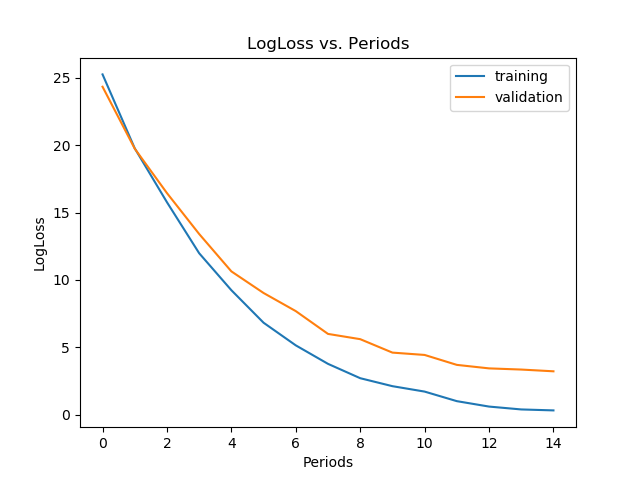 LogLoss vs. Periods
training
validation
25
20
15
10
5
0
LogLoss
0 2 4 6 8 10 12 14
Periods